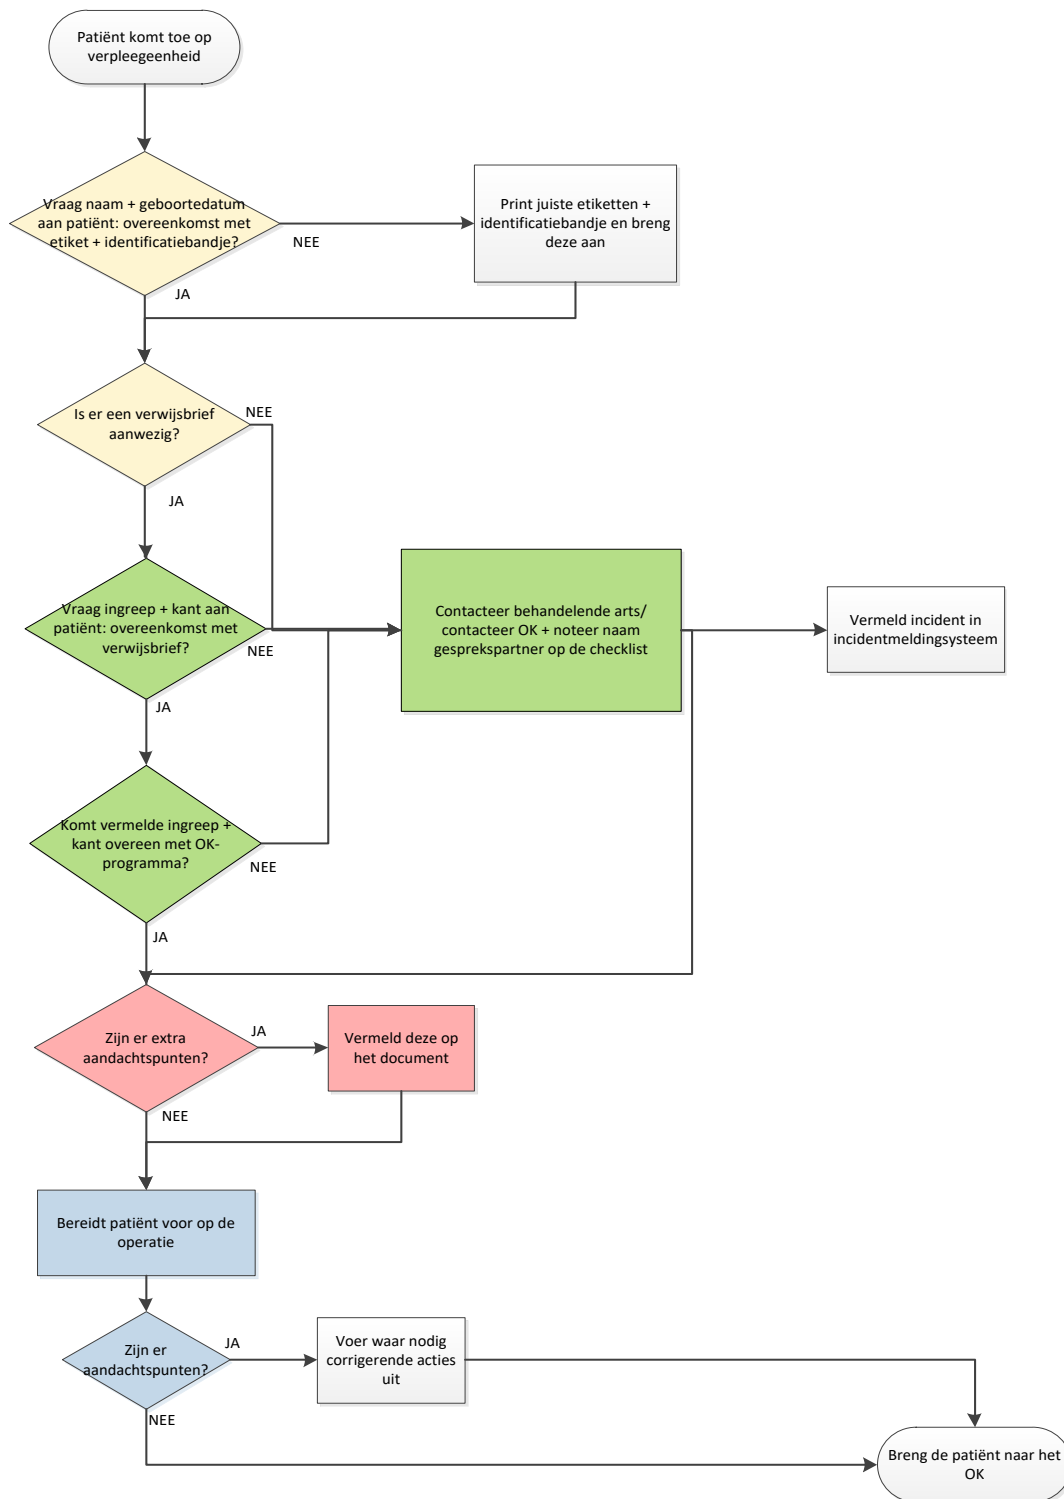 Patiënt komt toe op
verpleegeenheid
Vraag naam + geboortedatum
aan patiënt: overeenkomst met
etiket + identificatiebandje?
NEE
Print juiste etiketten +
identificatiebandje en breng
deze aan
JA
Is er een verwijsbrief
aanwezig?
NEE
JA
Vraag ingreep + kant aan
patiënt: overeenkomst met
verwijsbrief?
NEE
Contacteer behandelende arts/
contacteer OK + noteer naam
gesprekspartner op de checklist
Vermeld incident in
incidentmeldingsysteem
JA
Komt vermelde ingreep +
kant overeen met OK-
programma?
NEE
JA
Zijn er extra
aandachtspunten?
JA
Vermeld deze op
het document
NEE
Bereidt patiënt voor op de
operatie
Zijn er
aandachtspunten?
JA
Voer waar nodig
corrigerende acties
uit
NEE
Breng de patiënt naar het
OK